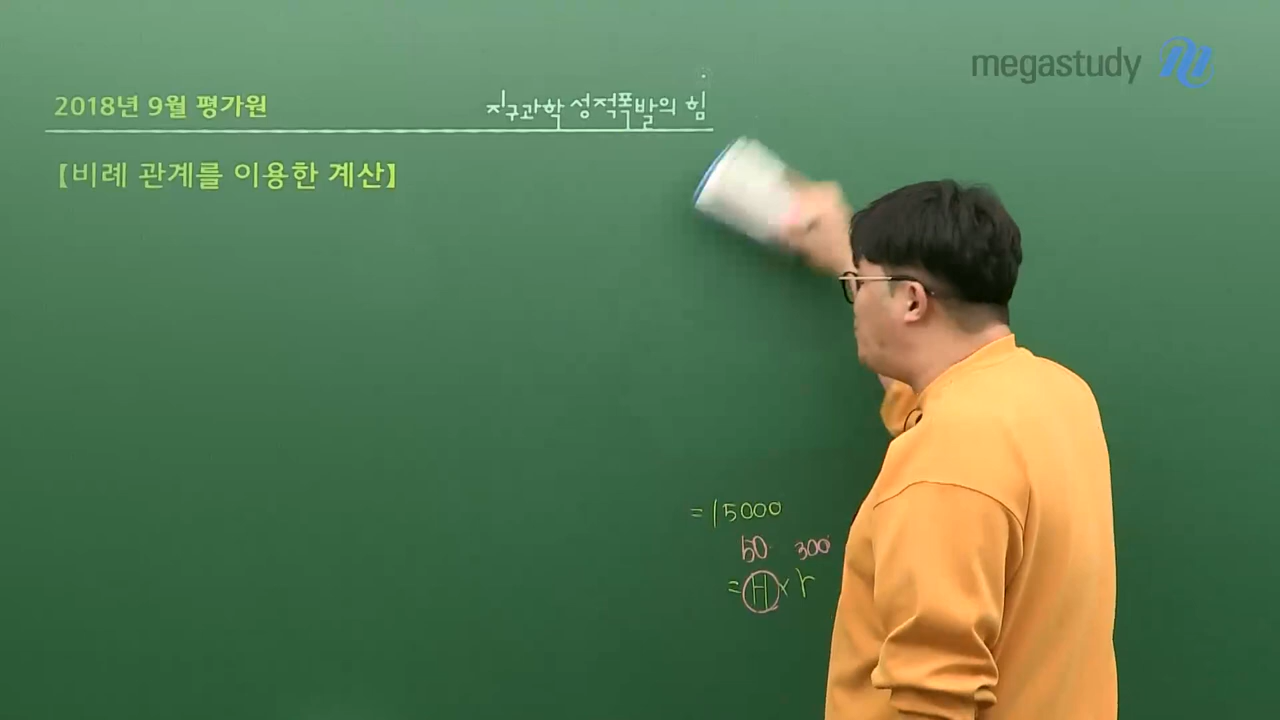 megastudy
2018년 9월 평가원
지구과학 성적폭발의 힘
【비례 관계를 이용한 계산】
=15000
50 300
=H×r